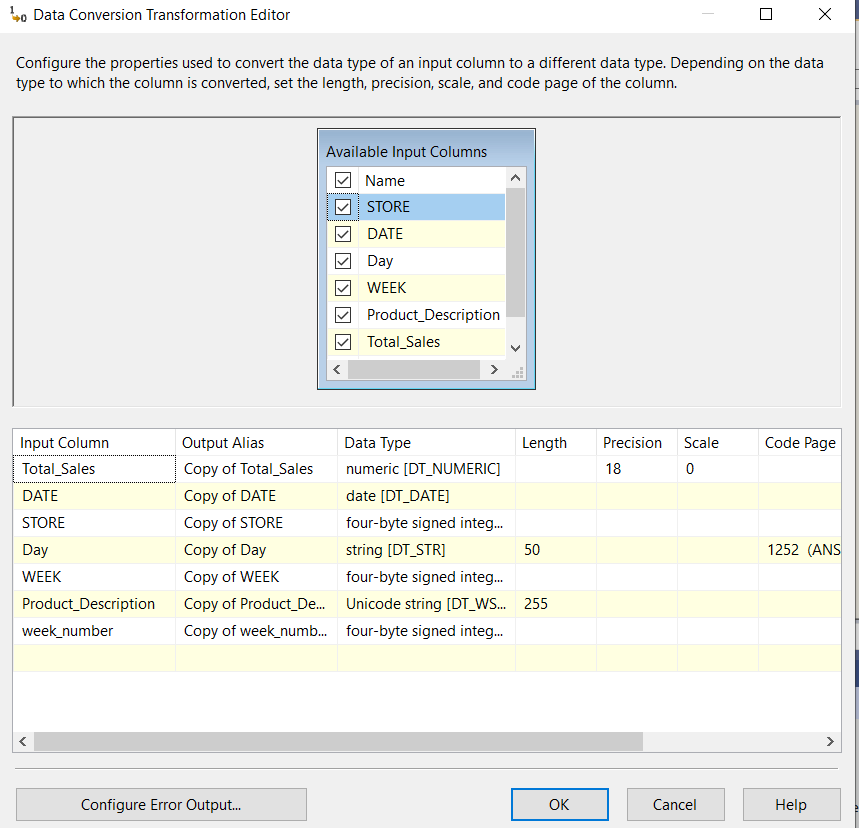 Data Conversion Transformation Editor
Configure the properties used to convert the data type of an input column to a different data type. Depending on the data
type to which the column is converted, set the length, precision, scale, and code page of the column.
Available Input Columns
Name
STORE
DATE
Day
WEEK
Product_Description
Total_Sales
Input Column Output Alias Data Type Length Precision Scale Code Page
Total_Sales Copy of Total_Sales numeric [DT_NUMERIC] 18 0
DATE Copy of DATE date [DT_DATE]
STORE Copy of STORE four-byte signed integ...
Day Copy of Day string [DT_STR] 50 1252 (ANS
WEEK Copy of WEEK four-byte signed integ...
Product_Description Copy of Product_De... Unicode string [DT_WS... 255
week_number Copy of week_numb... four-byte signed integ...
Configure Error Output... OK Cancel Help